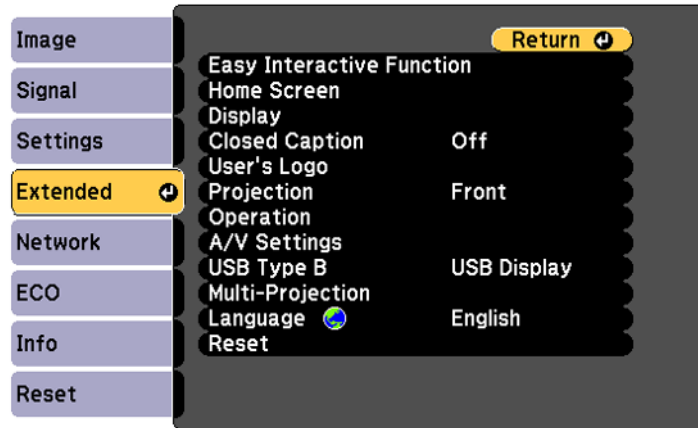 Image
Signal
Settings
Extended
Network
ECO
Info
Reset
Return
Easy Interactive Function
Home Screen
Display
Closed Caption Off
User's Logo
Projection Front
Operation
A/V Settings
USB Type B USB Display
Multi-Projection
Language English
Reset